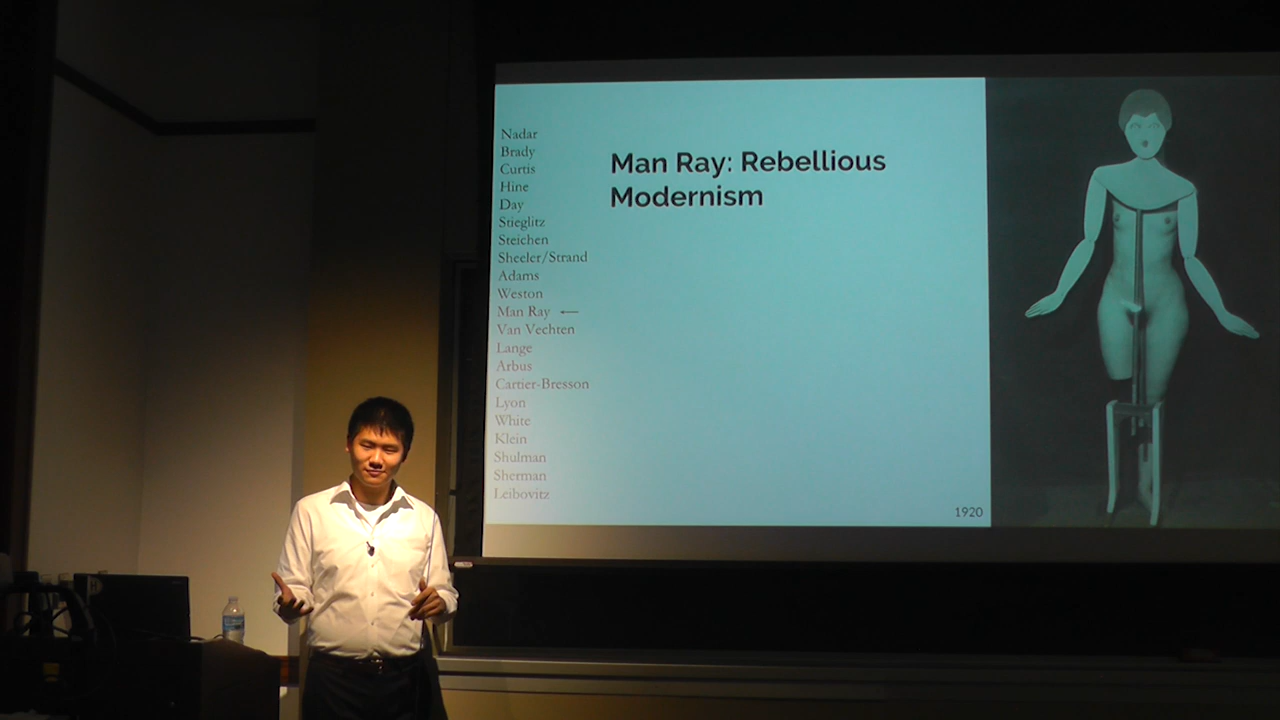 Nadar
Brady
Curtis
Hine
Day
Stieglitz
Steichen
Sheeler/Strand
Adams
Weston
Man Ray ←
Van Vechten
Lange
Arbus
Cartier-Bresson
Lyon
White
Klein
Shulman
Sherman
Leibovitz
Man Ray: Rebellious
Modernism
1920